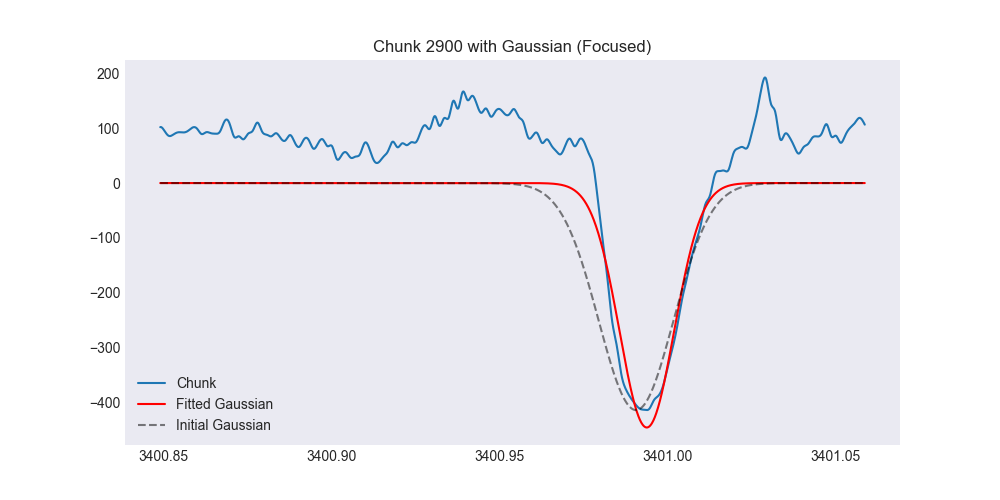 Chunk 2900 with Gaussian (Focused)
200
100
0
−100
−200
−300
−400
Chunk
Fitted Gaussian
Initial Gaussian
3400.85 3400.90 3400.95 3401.00 3401.05